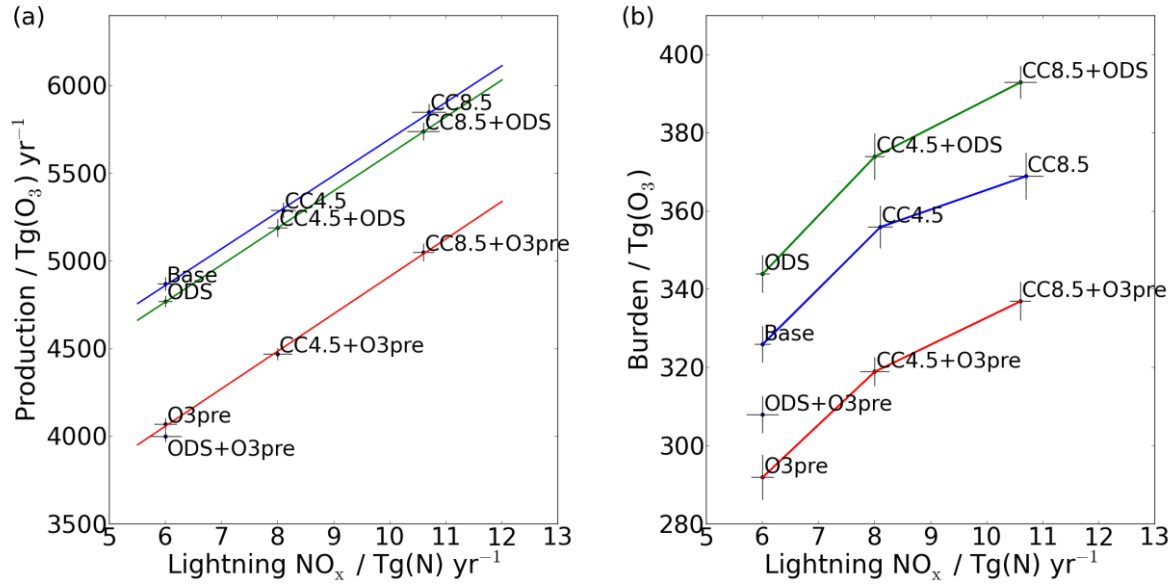 (a)
Production / Tg(O₃) yr⁻¹
6000
5500
5000
4500
4000
3500
CC8.5
CC8.5+ODS
CC4.5
CC4.5+ODS
Base
ODS
CC8.5+O3pre
CC4.5+O3pre
O3pre
ODS+O3pre
5 6 7 8 9 10 11 12 13
Lightning NOₓ / Tg(N) yr⁻¹
(b)
Burden / Tg(O₃)
400
380
360
340
320
300
280
CC8.5+ODS
CC4.5+ODS
CC8.5
CC4.5
ODS
Base
CC8.5+O3pre
CC4.5+O3pre
ODS+O3pre
O3pre
5 6 7 8 9 10 11 12 13
Lightning NOₓ / Tg(N) yr⁻¹